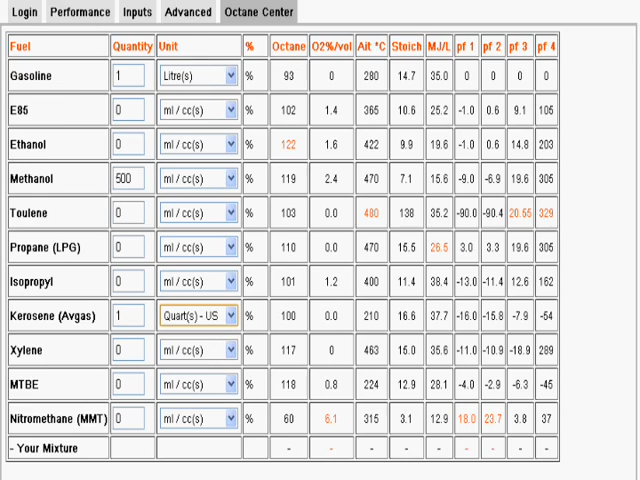 Login Performance Inputs Advanced Octane Center
Fuel Quantity Unit % Octane O2%/vol Ait °C Stoich MJ/L pf 1 pf 2 pf 3 pf 4
Gasoline 1 Litre(s) % 93 0 280 14.7 35.0 0 0 0 0
E85 0 ml / cc(s) % 102 1.4 365 10.6 25.2 -1.0 0.6 9.1 105
Ethanol 0 ml / cc(s) % 122 1.6 422 9.9 19.6 -1.0 0.6 14.8 203
Methanol 500 ml / cc(s) % 119 2.4 470 7.1 15.6 -9.0 -6.9 19.6 305
Toulene 0 ml / cc(s) % 103 0.0 480 138 35.2 -90.0 -90.4 20.55 329
Propane (LPG) 0 ml / cc(s) % 110 0.0 470 15.5 26.5 3.0 3.3 19.6 305
Isopropyl 0 ml / cc(s) % 101 1.2 400 11.4 38.4 -13.0 -11.4 12.6 162
Kerosene (Avgas) 1 Quart(s) - US % 100 0.0 210 16.6 37.7 -16.0 -15.8 -7.9 -54
Xylene 0 ml / cc(s) % 117 0 463 15.0 35.6 -11.0 -10.9 -18.9 289
MTBE 0 ml / cc(s) % 118 0.8 224 12.9 28.1 -4.0 -2.9 -6.3 -45
Nitromethane (MMT) 0 ml / cc(s) % 60 6.1 315 3.1 12.9 18.0 23.7 3.8 37
- Your Mixture - - - - - - - - -